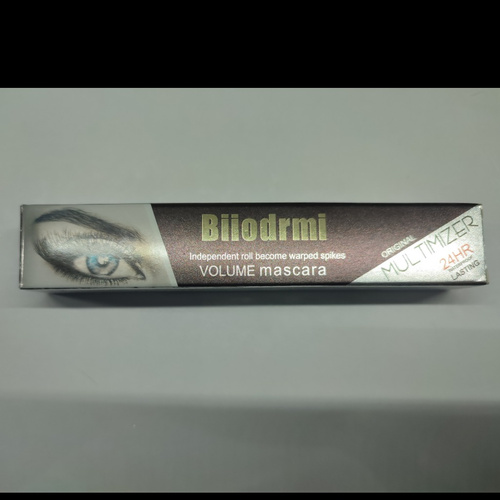 Biiodrmi
Independent roll become warped spikes
VOLUME mascara
ORIGINAL
MULTIMIZER
24HR
LASTING